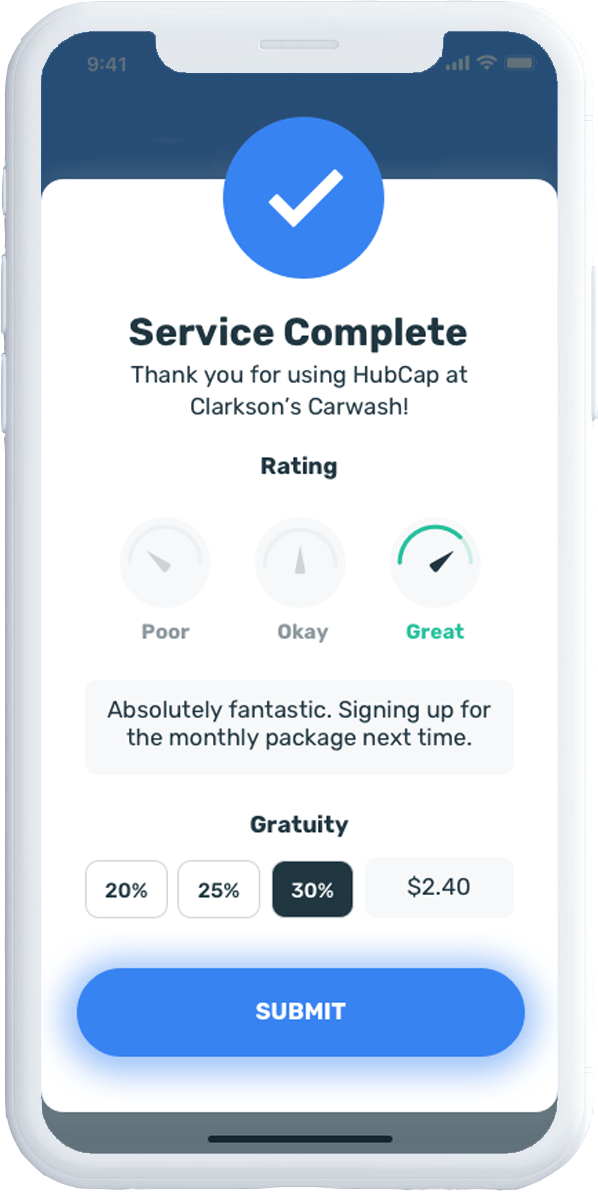 9:41
Service Complete
Thank you for using HubCap at
Clarkson’s Carwash!
Rating
Poor Okay Great
Absolutely fantastic. Signing up for
the monthly package next time.
Gratuity
20% 25% 30% $2.40
SUBMIT